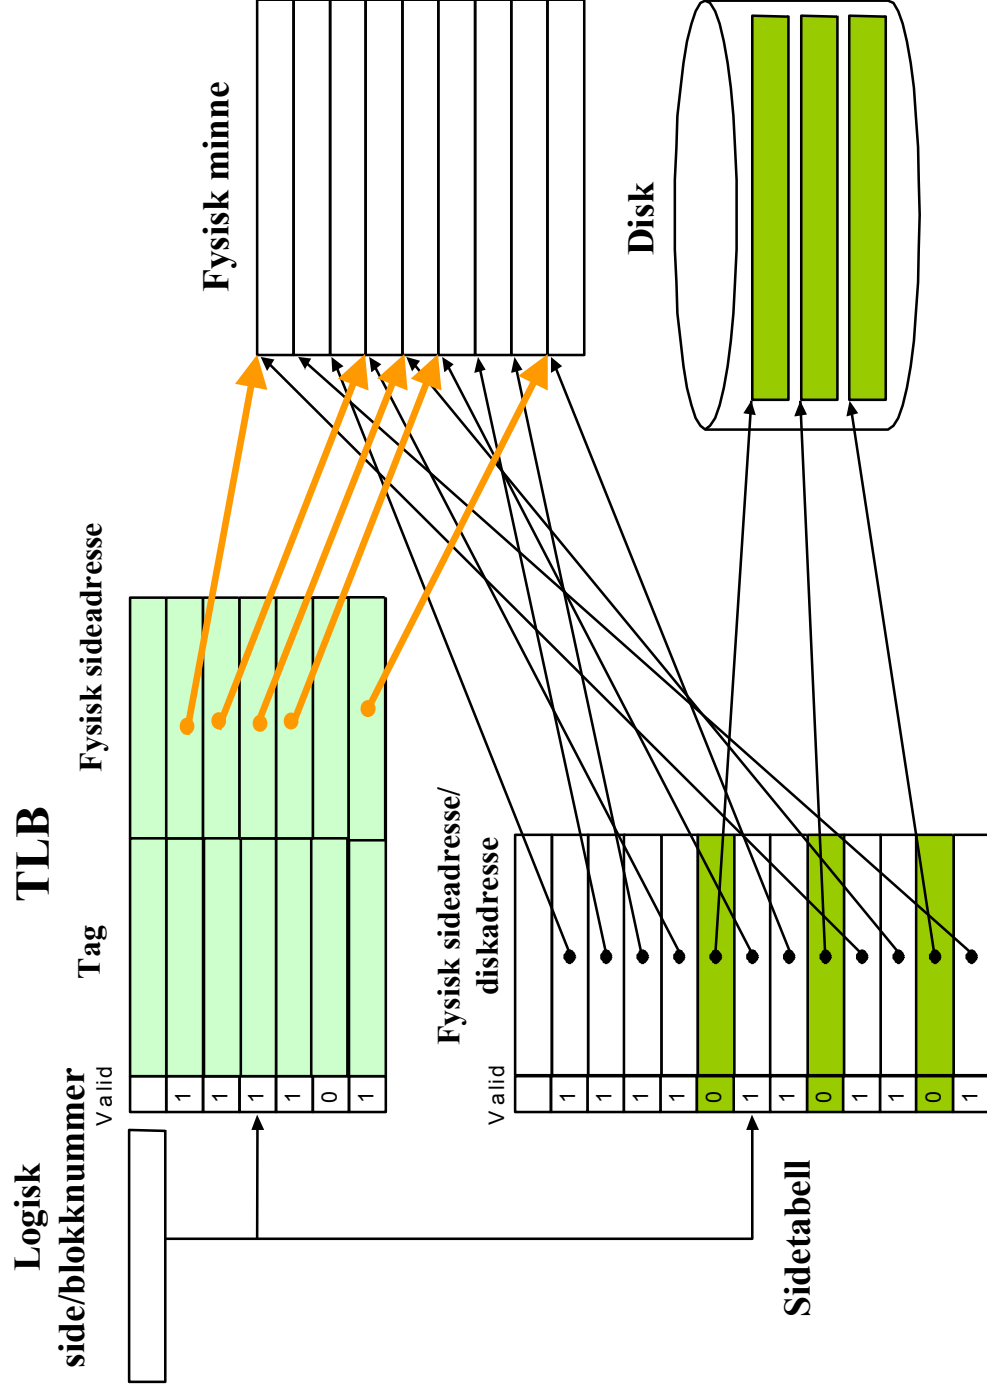 TLB
Logisk
side/blokknummer
Valid
Tag
Fysisk sideadresse
1
1
1
1
0
1
Fysisk minne
Sidetabell
Valid
Fysisk sideadresse/
diskadresse
1
1
1
1
0
1
1
0
1
1
0
1
Disk